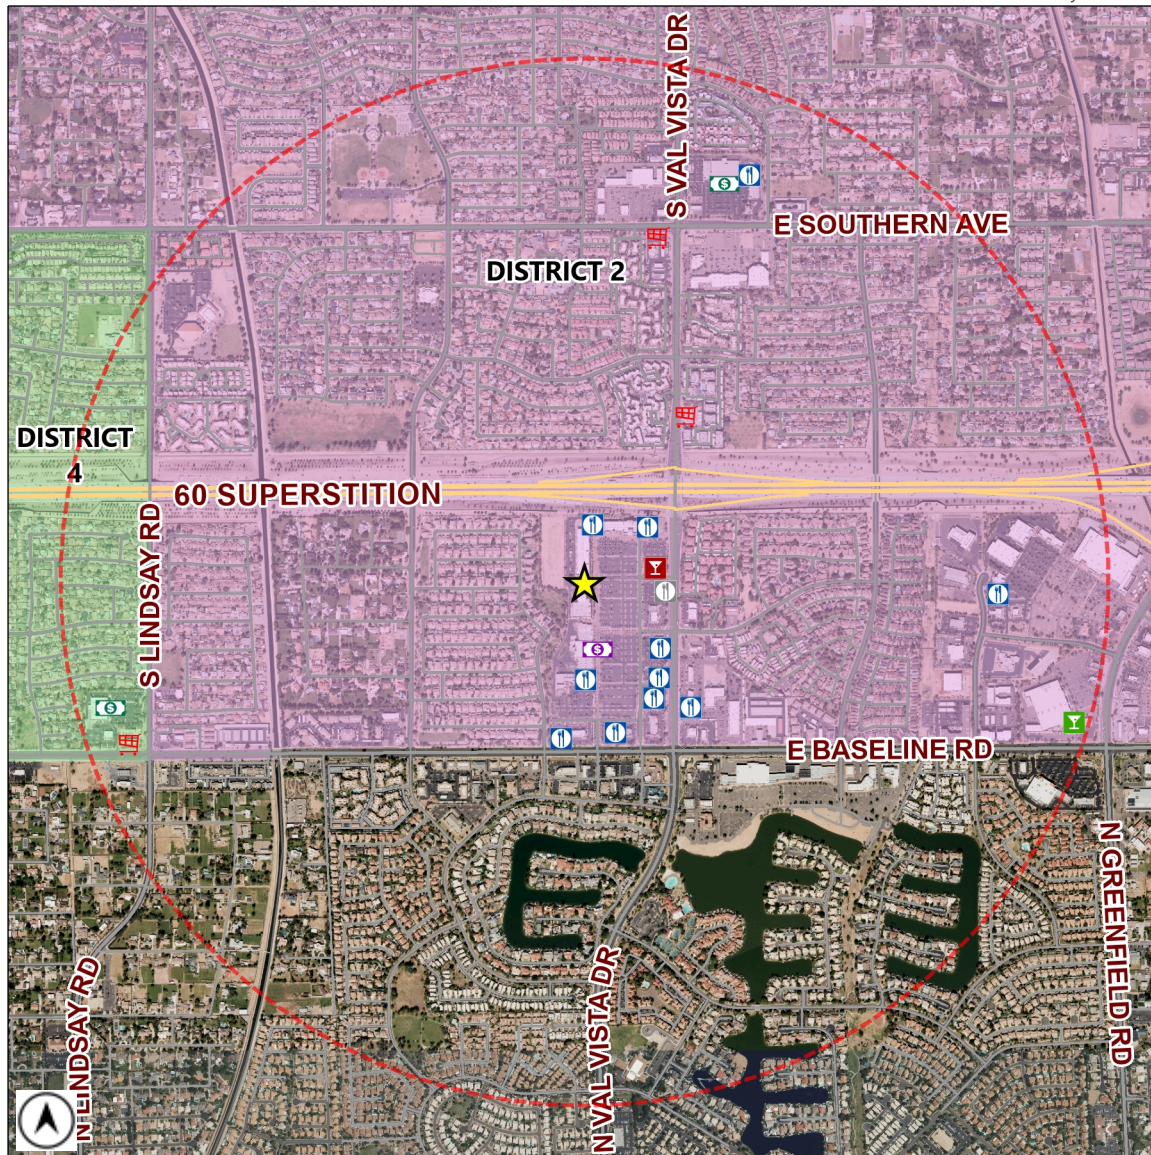 S VAL VISTA DR
E SOUTHERN AVE
DISTRICT 2
DISTRICT
4
60 SUPERSTITION
S LINDSAY RD
E BASELINE RD
N GREENFIELD RD
N LINDSAY RD
N VAL VISTA DR